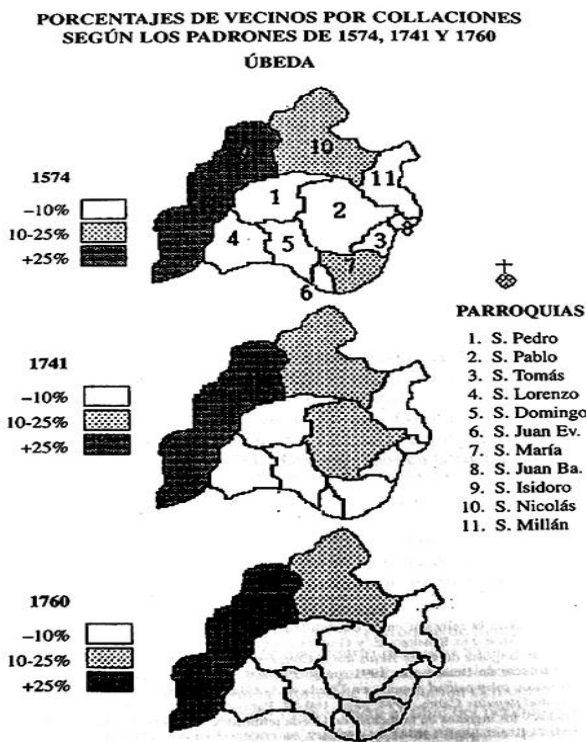 PORCENTAJES DE VECINOS POR COLLACIONES
SEGÚN LOS PADRONES DE 1574, 1741 Y 1760
ÚBEDA
1574
–10%
10-25%
+25%
10
11
1
2
8
4
5
3
7
6
PARROQUIAS
1. S. Pedro
2. S. Pablo
3. S. Tomás
4. S. Lorenzo
5. S. Domingo
6. S. Juan Ev.
7. S. María
8. S. Juan Ba.
9. S. Isidoro
10. S. Nicolás
11. S. Millán
1741
–10%
10-25%
+25%
1760
–10%
10-25%
+25%